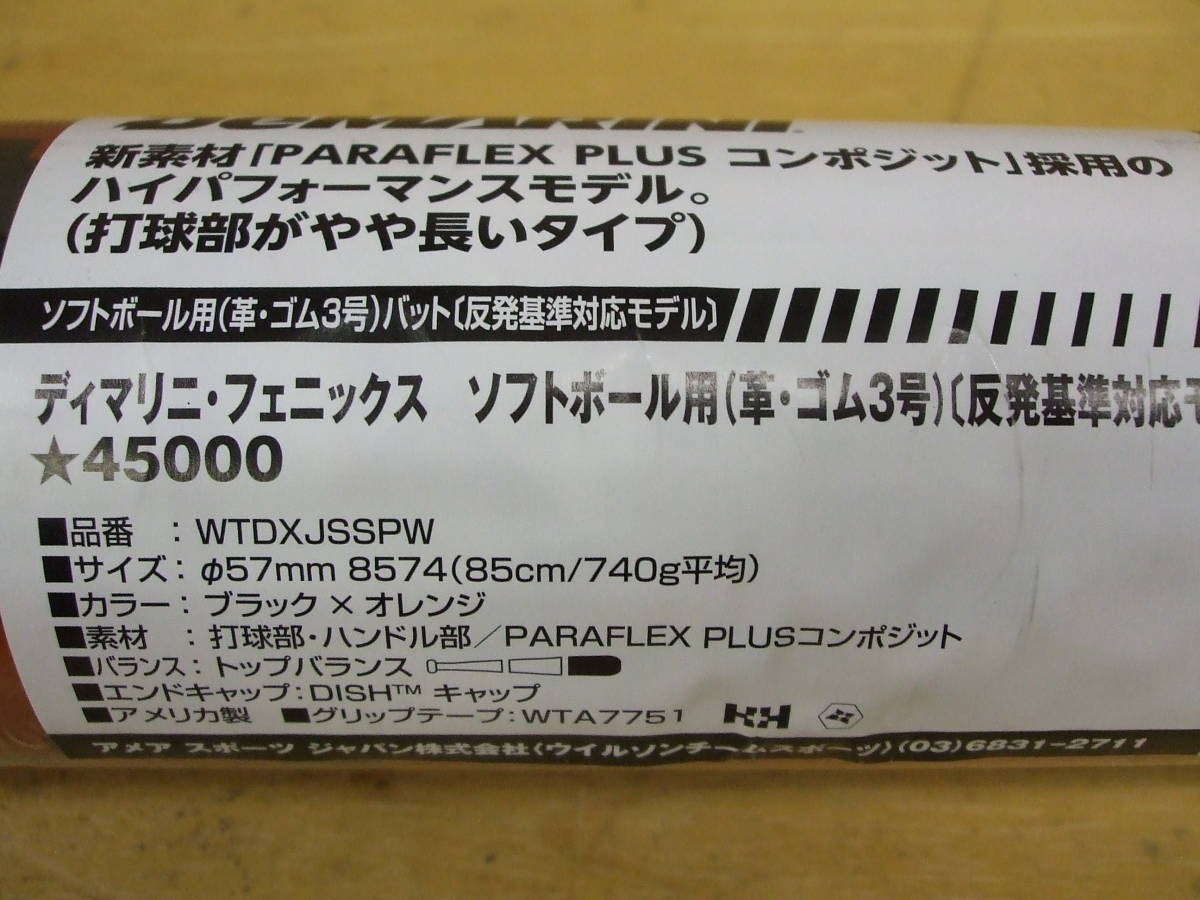 DEMARINI
新素材「PARAFLEX PLUS コンポジット」採用の
ハイパフォーマンスモデル。
(打球部がやや長いタイプ)
ソフトボール用(革・ゴム3号)バット〔反発基準対応モデル〕
ディマリニ・フェニックス ソフトボール用(革・ゴム3号)〔反発基準対応モ
★45000
■品番 : WTDXJSSPW
■サイズ : φ57mm 8574(85cm/740g平均)
■カラー : ブラック×オレンジ
■素材 : 打球部・ハンドル部/PARAFLEX PLUSコンポジット
■バランス : トップバランス
■エンドキャップ : DISH™ キャップ
■アメリカ製 ■グリップテープ : WTA7751
アメア スポーツ ジャパン株式会社(ウイルソンチームスポーツ)(03)6831-2711